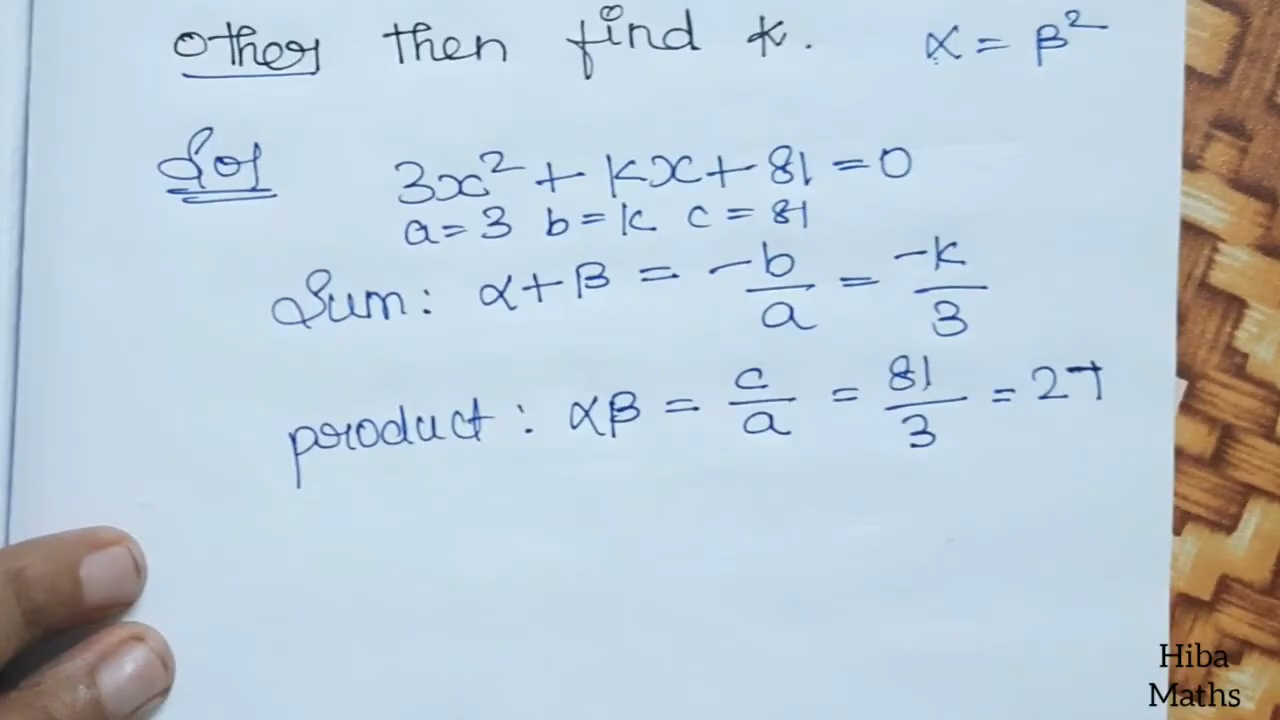 other then find k. α = β²
Sol 3x² + kx + 81 = 0
a = 3 b = k c = 81
Sum: α + β = -b/a = -k/3
product: αβ = c/a = 81/3 = 27
Hiba
Maths